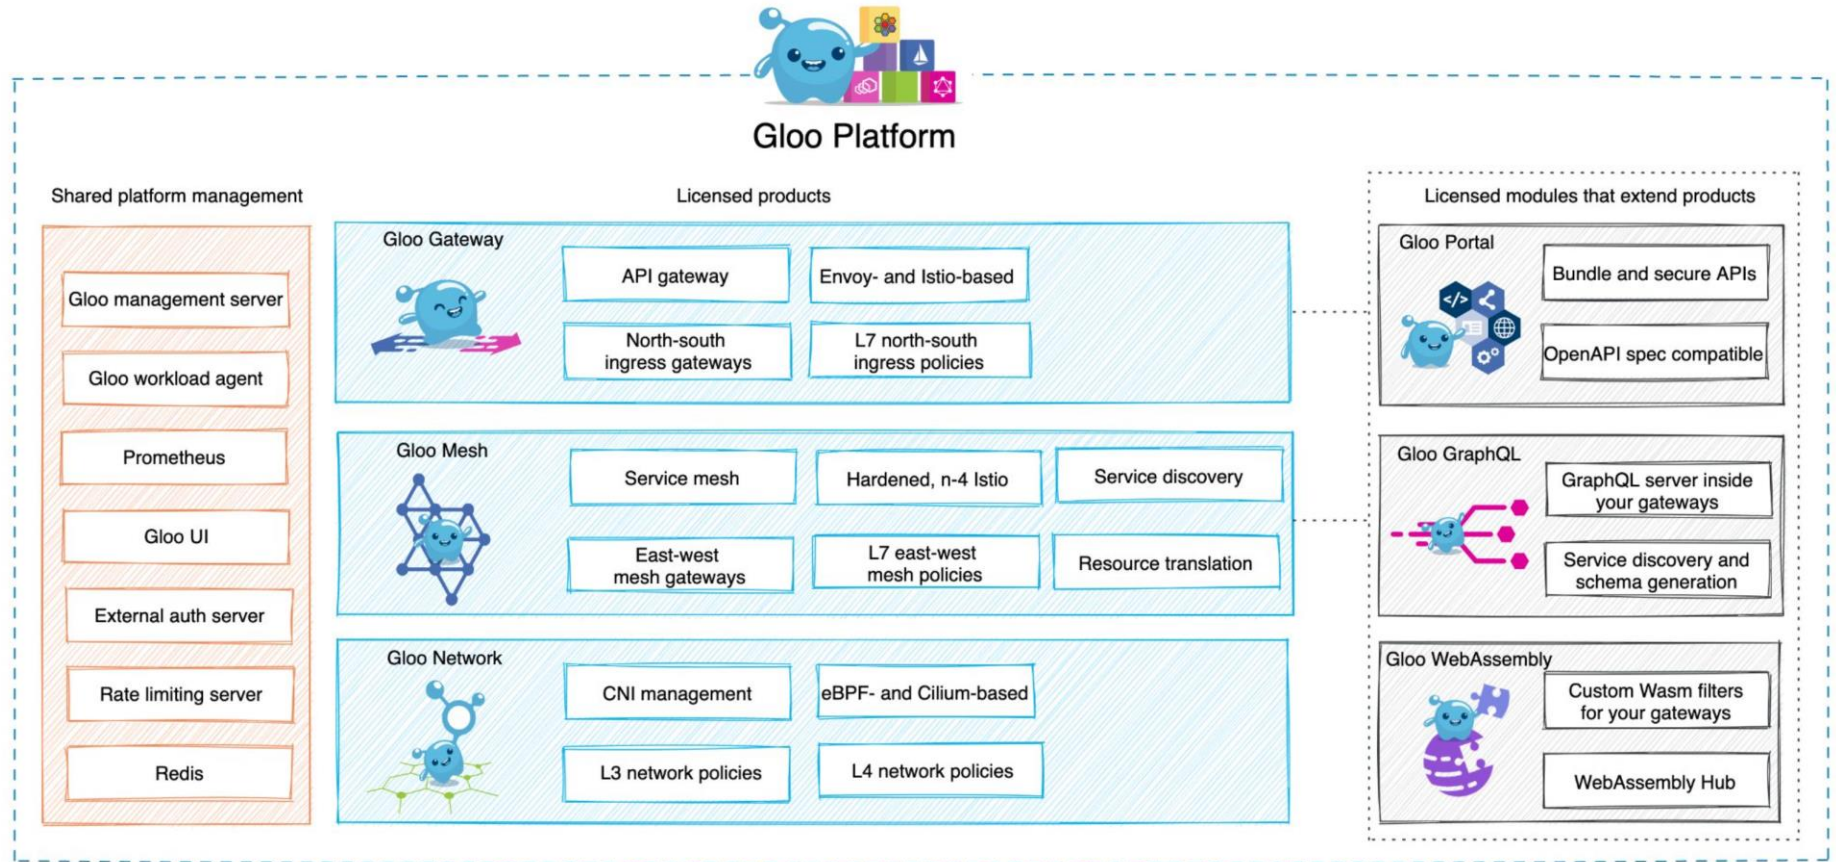 Gloo Platform
Shared platform management
Gloo management server
Gloo workload agent
Prometheus
Gloo UI
External auth server
Rate limiting server
Redis
Licensed products
Gloo Gateway
API gateway
Envoy- and Istio-based
North-south
ingress gateways
L7 north-south
ingress policies
Gloo Mesh
Service mesh
Hardened, n-4 Istio
Service discovery
East-west
mesh gateways
L7 east-west
mesh policies
Resource translation
Gloo Network
CNI management
eBPF- and Cilium-based
L3 network policies
L4 network policies
Licensed modules that extend products
Gloo Portal
</>
Bundle and secure APIs
OpenAPI spec compatible
Gloo GraphQL
GraphQL server inside
your gateways
Service discovery and
schema generation
Gloo WebAssembly
Custom Wasm filters
for your gateways
WebAssembly Hub